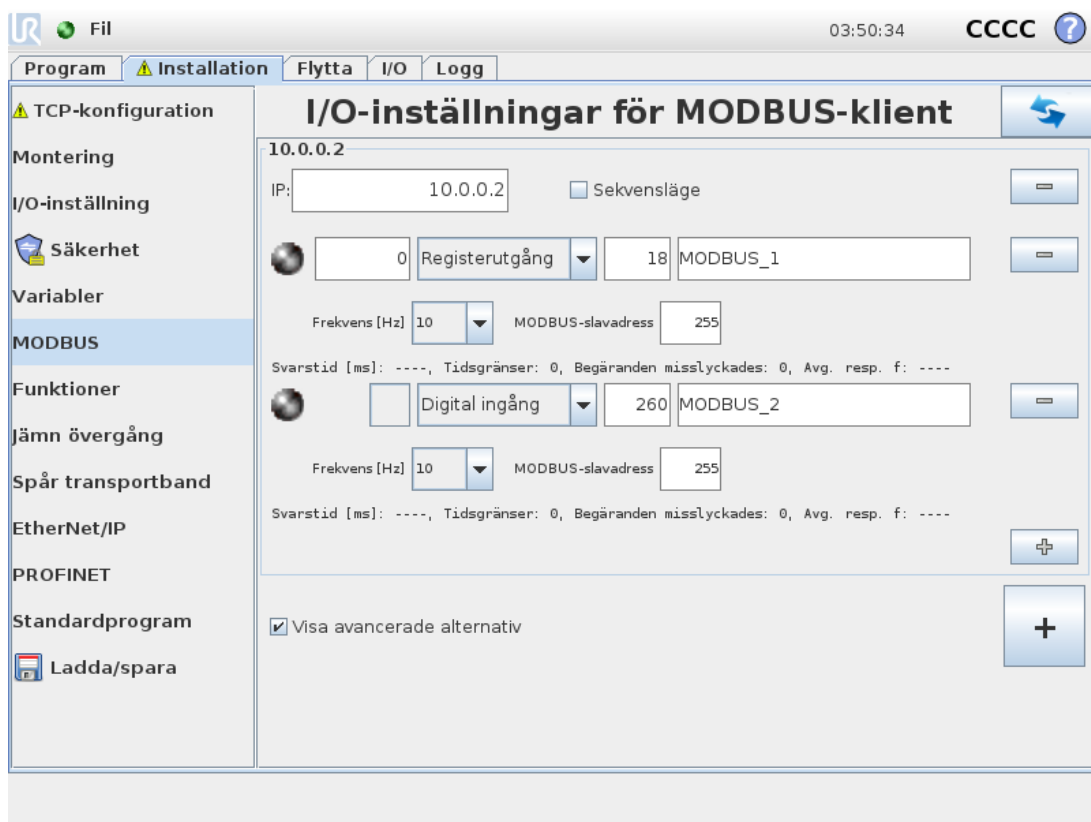 UR Fil 03:50:34 CCCC ?
Program Installation Flytta I/O Logg
TCP-konfiguration
Montering
I/O-inställning
Säkerhet
Variabler
MODBUS
Funktioner
Jämn övergång
Spår transportband
EtherNet/IP
PROFINET
Standardprogram
Ladda/spara
I/O-inställningar för MODBUS-klient
10.0.0.2
IP: 10.0.0.2 Sekvensläge
0 Registerutgång 18 MODBUS_1
Frekvens [Hz] 10 MODBUS-slavadress 255
Svarstid [ms]: ----, Tidsgränser: 0, Begäranden misslyckades: 0, Avg. resp. f: ----
Digital ingång 260 MODBUS_2
Frekvens [Hz] 10 MODBUS-slavadress 255
Svarstid [ms]: ----, Tidsgränser: 0, Begäranden misslyckades: 0, Avg. resp. f: ----
Visa avancerade alternativ